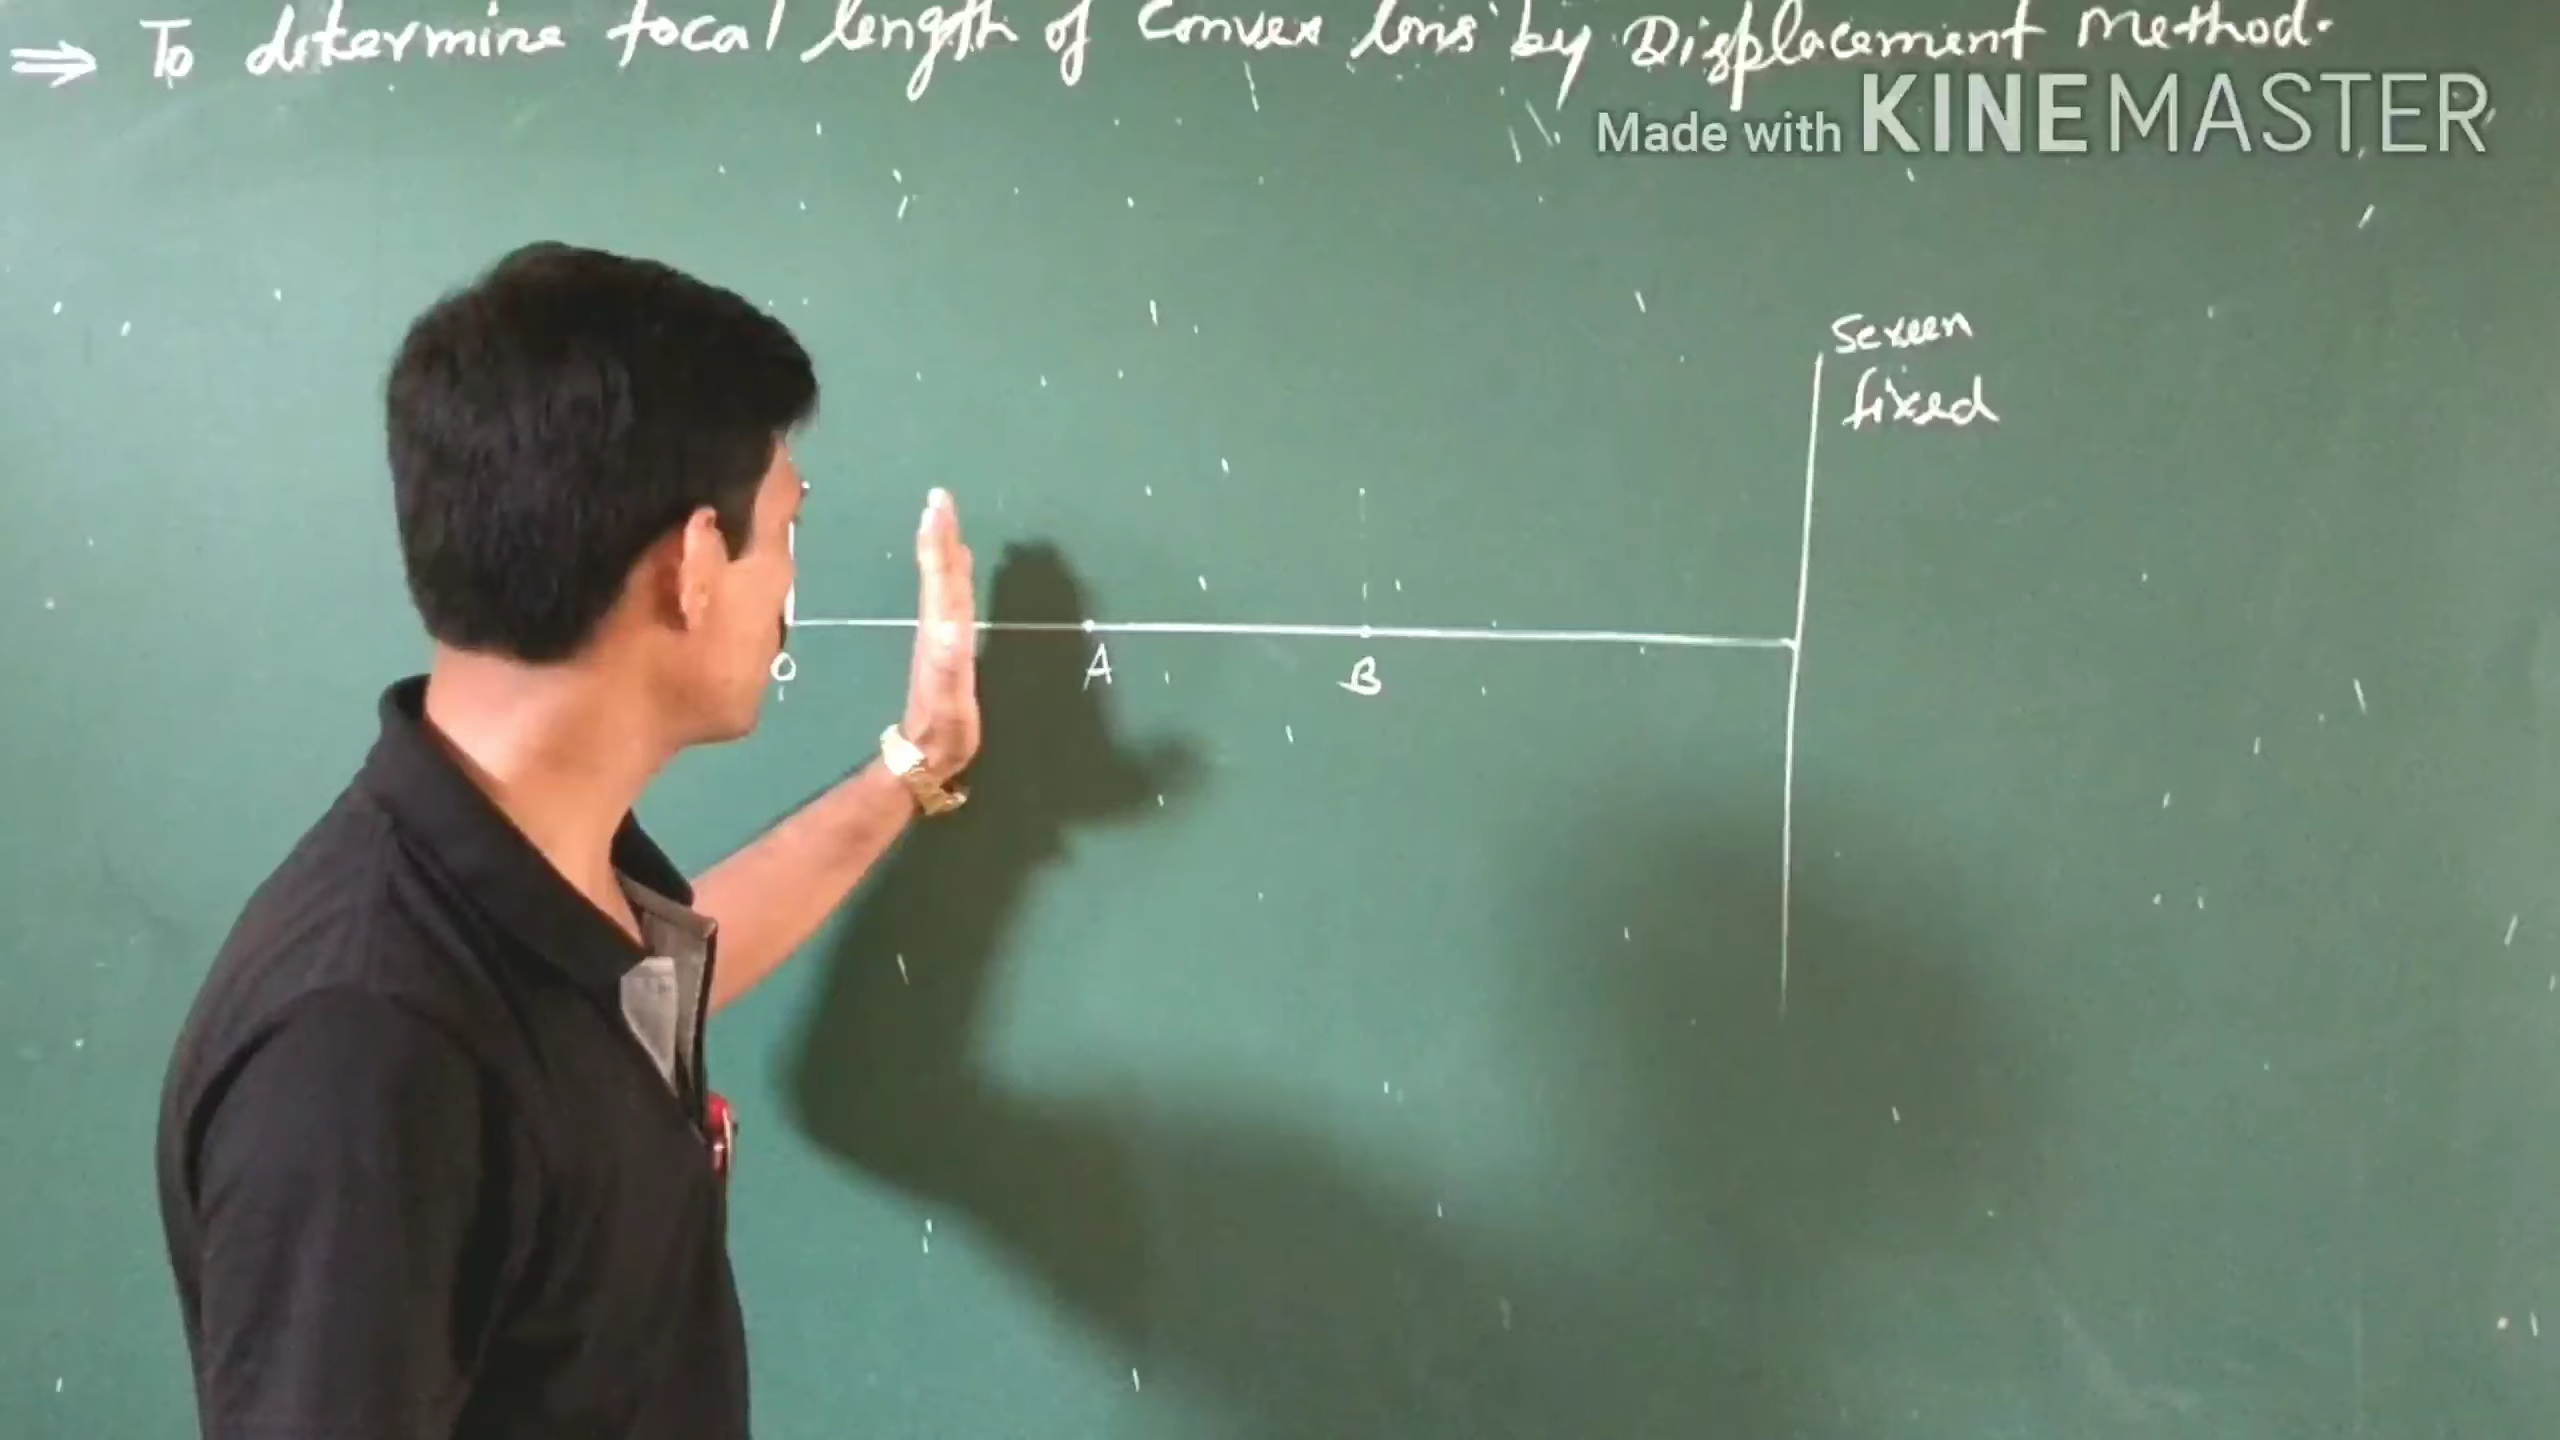 ⇒ To determine focal length of convex lens by Displacement Method.
Made with KINEMASTER
Screen
fixed
O A B